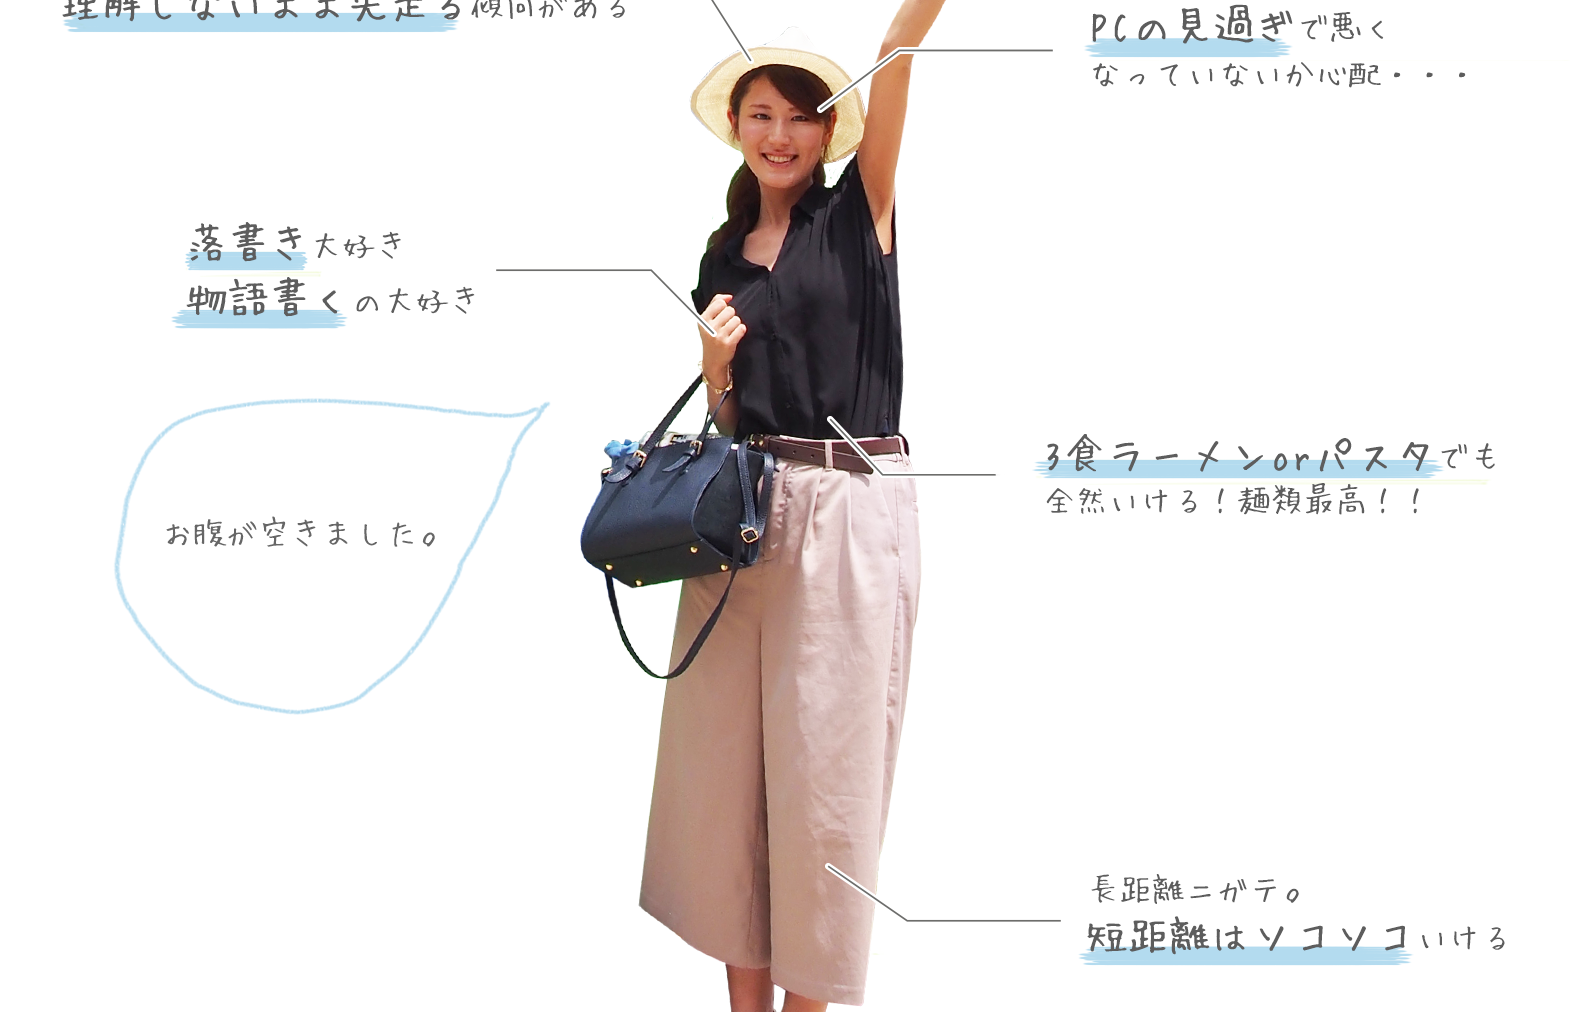 理解しないまま先走る傾向がある
PCの見過ぎで悪く
なっていないか心配・・・
落書き大好き
物語書くの大好き
3食ラーメンorパスタでも
全然いける！麺類最高！！
お腹が空きました。
長距離ニガテ。
短距離はソコソコいける